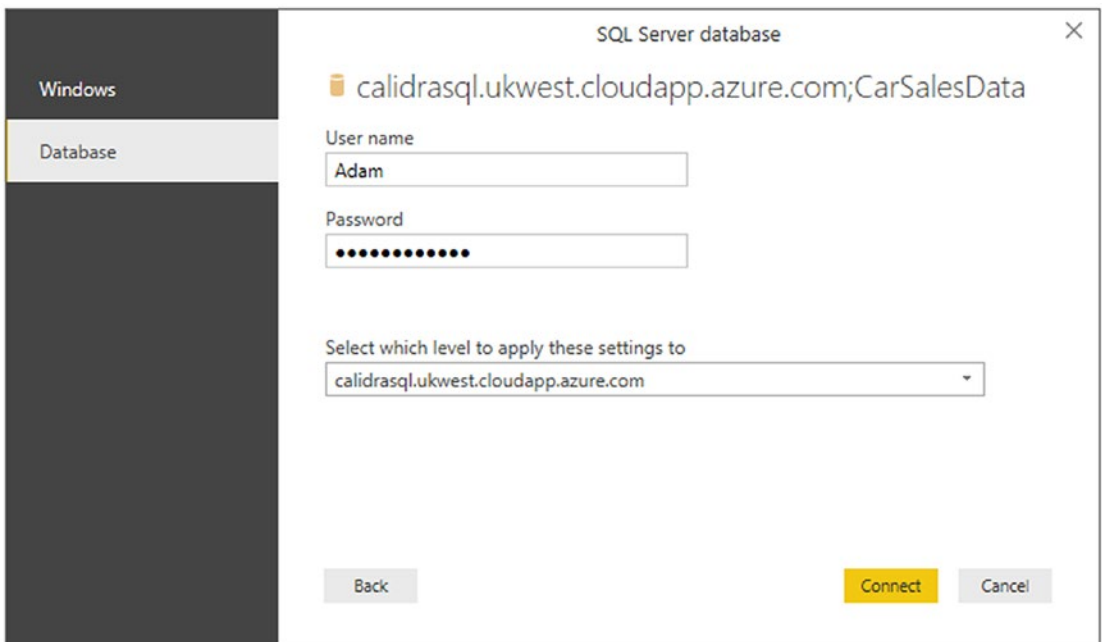 SQL Server database
Windows
Database
calidrasql.ukwest.cloudapp.azure.com;CarSalesData
User name
Adam
Password
••••••••••••
Select which level to apply these settings to
calidrasql.ukwest.cloudapp.azure.com
Back
Connect
Cancel